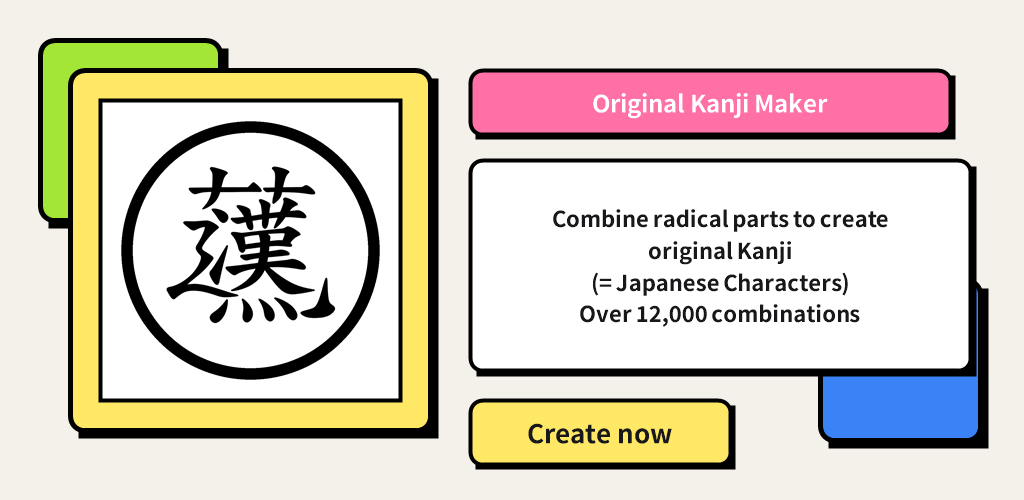 Original Kanji Maker
Combine radical parts to create
original Kanji
(= Japanese Characters)
Over 12,000 combinations
Create now